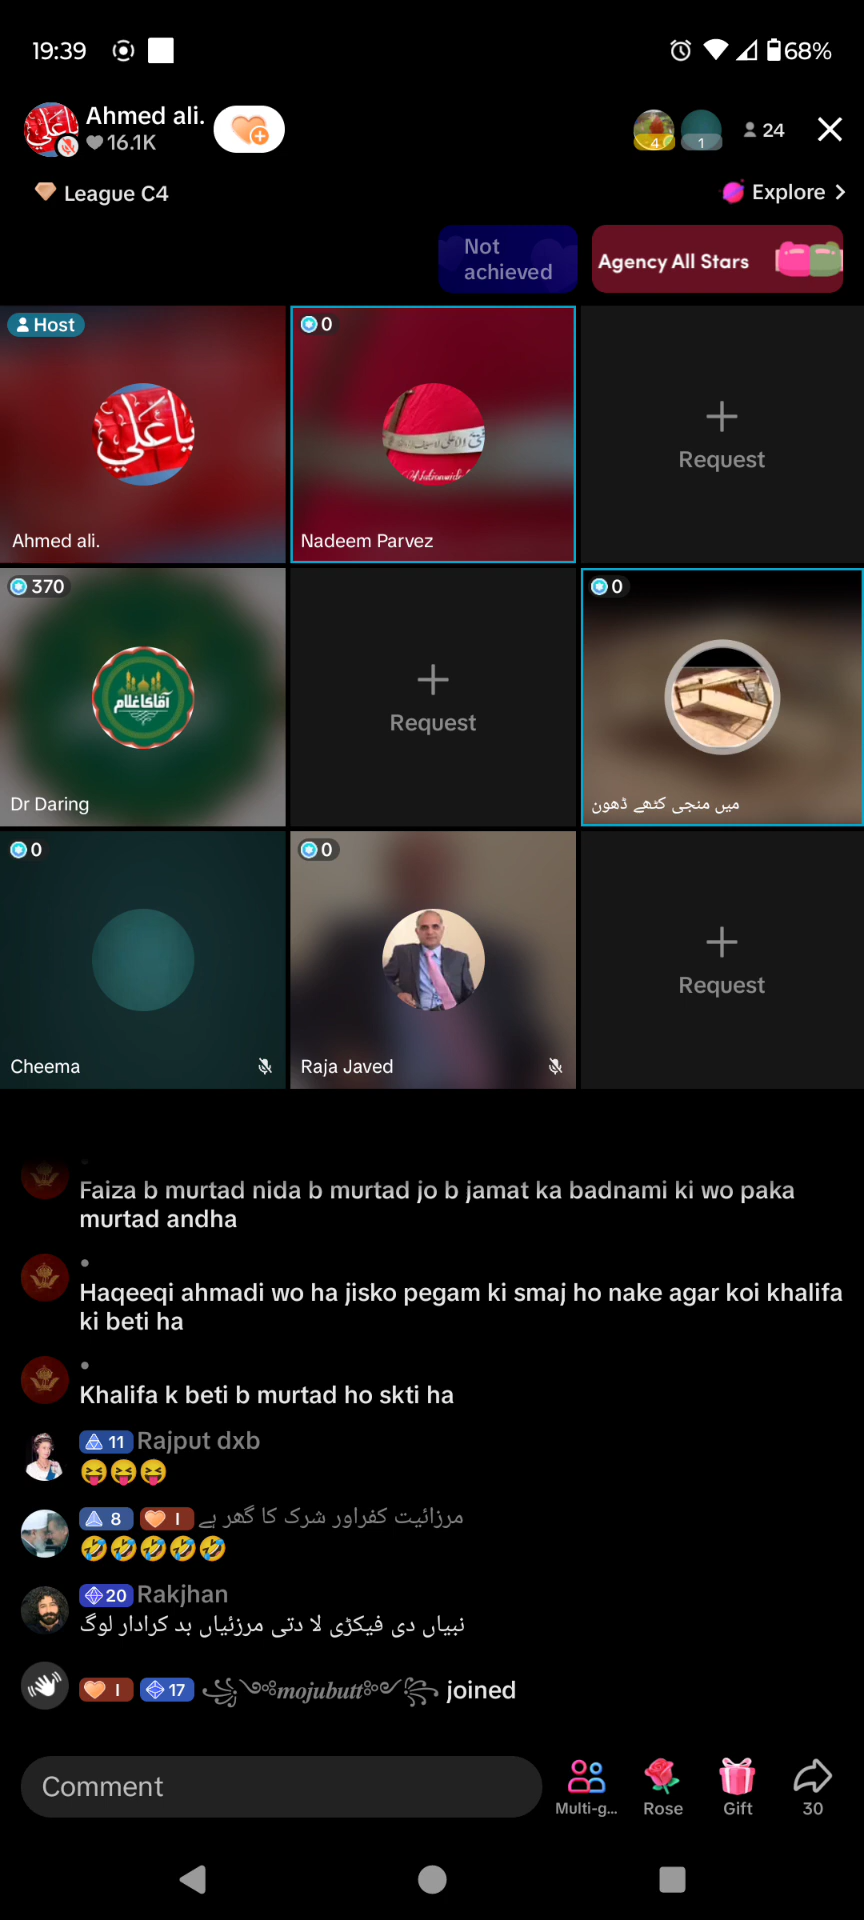 19:39
68%
Ahmed ali.
16.1K
4
1
24
League C4
Explore
Not
achieved
Agency All Stars
Host
ياعلي
Ahmed ali.
0
Nationwide
Nadeem Parvez
Request
370
آقاکاغلام
Dr Daring
Request
0
میں منجی کتھے ڈھون
0
Cheema
0
Raja Javed
Request
Faiza b murtad nida b murtad jo b jamat ka badnami ki wo paka
murtad andha
Haqeeqi ahmadi wo ha jisko pegam ki smaj ho nake agar koi khalifa
ki beti ha
Khalifa k beti b murtad ho skti ha
11 Rajput dxb
😝😝😝
8 I مرزائیت کفراور شرک کا گھر ہے
🤣🤣🤣🤣🤣
20 Rakjhan
نبیاں دی فیکڑی لا دتی مرزئیاں بد کرادار لوگ
I 17 mojubutt joined
Comment
Multi-g...
Rose
Gift
30